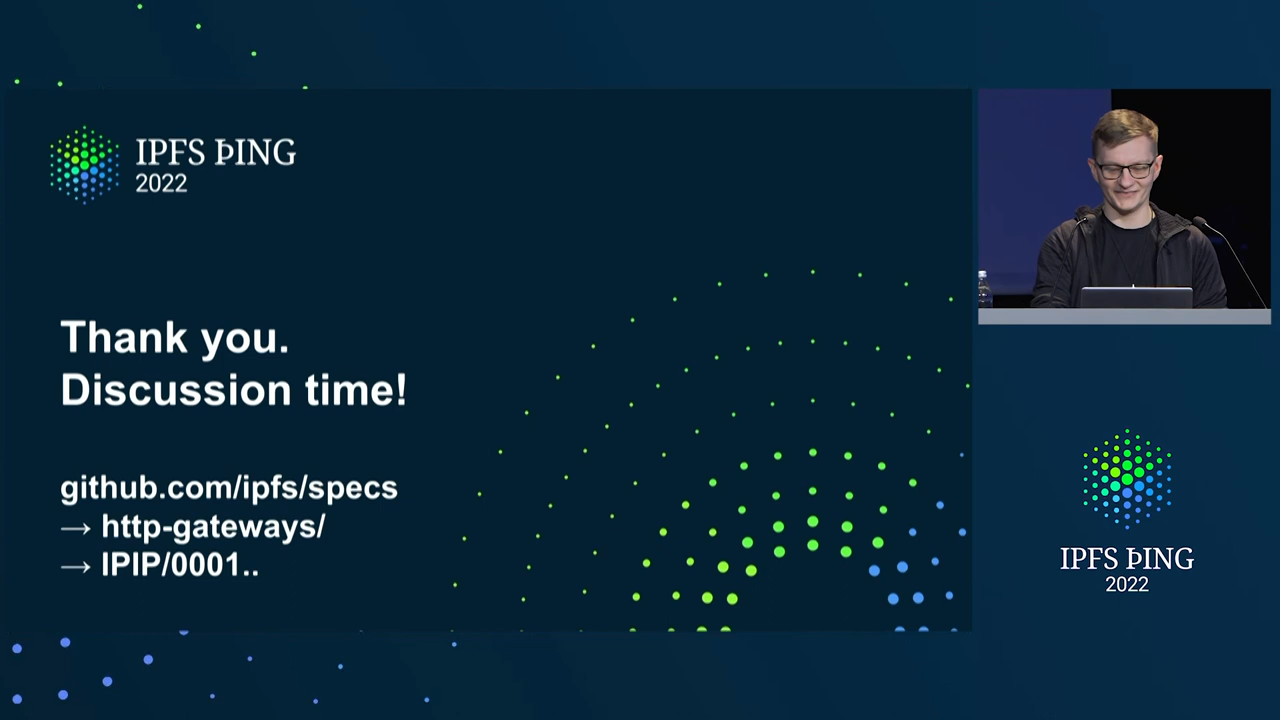 IPFS ÞING
2022
Thank you.
Discussion time!
github.com/ipfs/specs
→ http-gateways/
→ IPIP/0001..
IPFS ÞING
2022